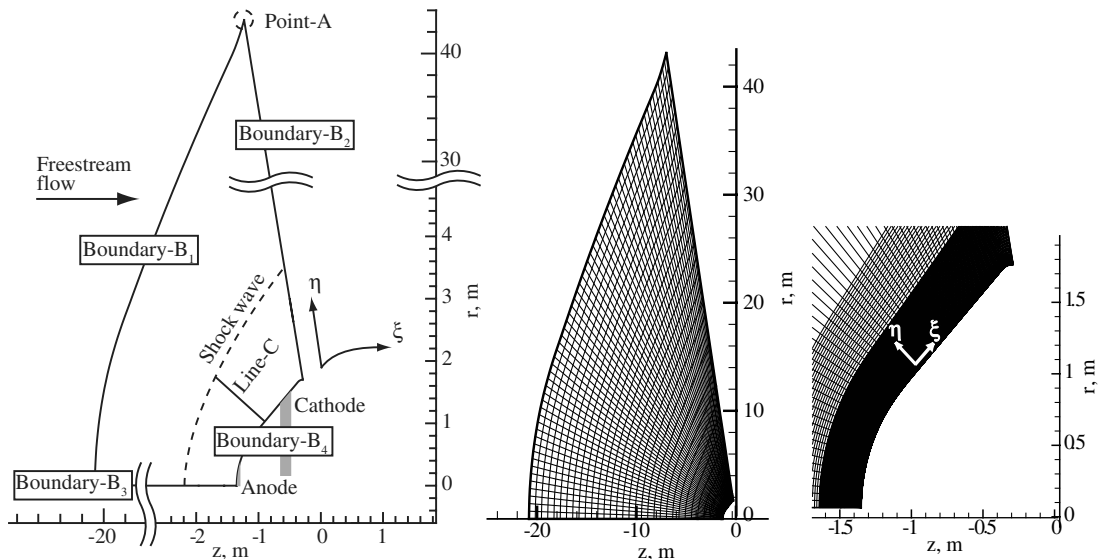 Point-A
40
Boundary-B₂
30
Freestream
flow
Boundary-B₁
4
Shock wave
η
3
r, m
ξ
Line-C
2
Cathode
1
Boundary-B₄
Boundary-B₃
Anode
0
-20 -2 -1 0 1
z, m
40
30
r, m
20
10
0
-20 -10 0
z, m
1.5
η ξ
1
r, m
0.5
0
-1.5 -1 -0.5 0
z, m